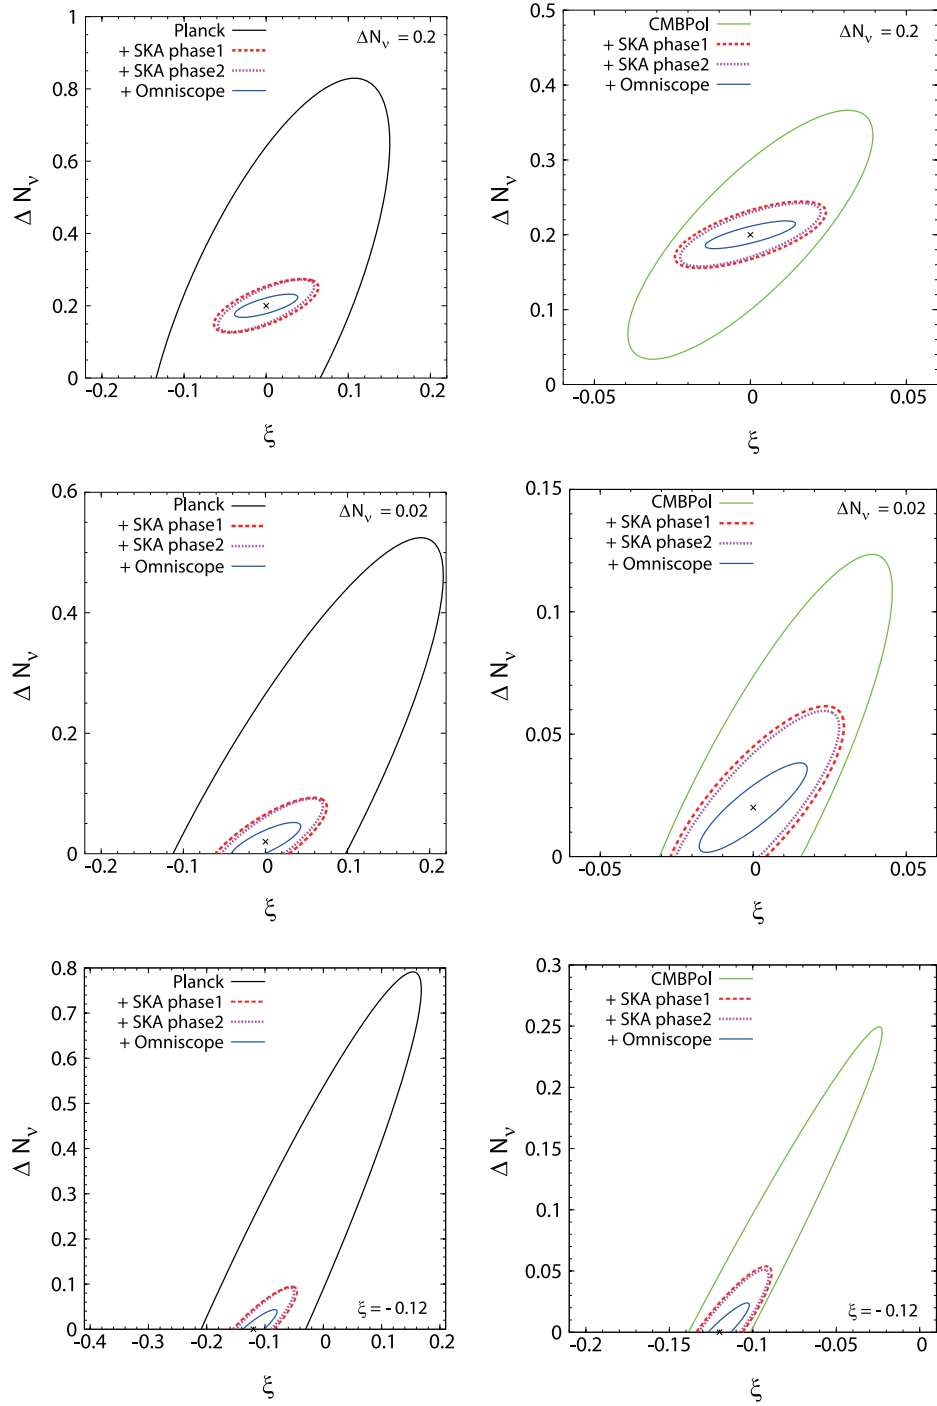 1
Planck
ΔN_ν = 0.2
+ SKA phase1
+ SKA phase2
+ Omniscope
0.8
0.6
0.4
0.2
0
-0.2
-0.1
0
0.1
0.2
Δ N_ν
ξ
0.5
CMBPol
ΔN_ν = 0.2
+ SKA phase1
+ SKA phase2
+ Omniscope
0.4
0.3
0.2
0.1
0
-0.05
0
0.05
Δ N_ν
ξ
0.6
Planck
ΔN_ν = 0.02
+ SKA phase1
+ SKA phase2
+ Omniscope
0.4
0.2
0
-0.2
-0.1
0
0.1
0.2
Δ N_ν
ξ
0.15
CMBPol
ΔN_ν = 0.02
+ SKA phase1
+ SKA phase2
+ Omniscope
0.1
0.05
0
-0.05
0
0.05
Δ N_ν
ξ
0.8
Planck
+ SKA phase1
+ SKA phase2
+ Omniscope
0.7
0.6
0.5
0.4
0.3
0.2
0.1
0
ξ = - 0.12
-0.4
-0.3
-0.2
-0.1
0
0.1
0.2
Δ N_ν
ξ
0.3
CMBPol
+ SKA phase1
+ SKA phase2
+ Omniscope
0.25
0.2
0.15
0.1
0.05
0
ξ = - 0.12
-0.2
-0.15
-0.1
-0.05
0
Δ N_ν
ξ